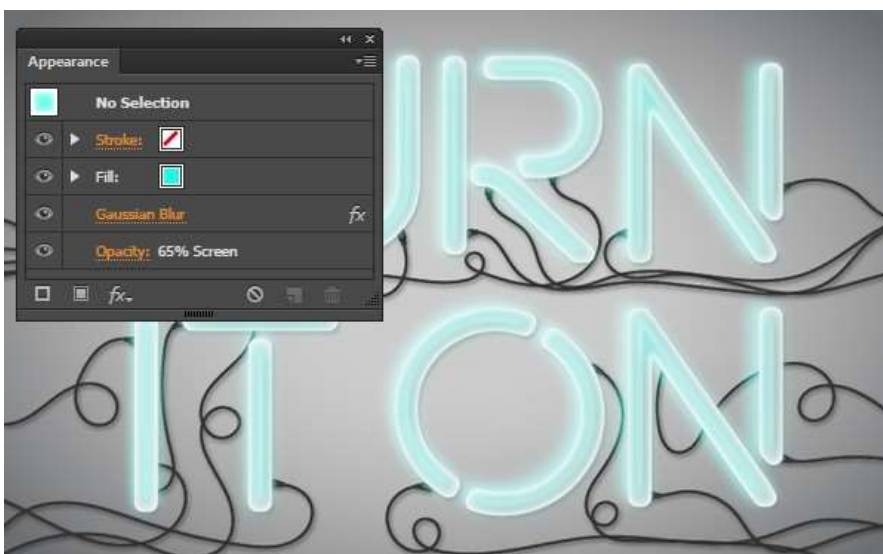 Appearance
No Selection
Stroke:
Fill:
Gaussian Blur fx
Opacity: 65% Screen
fx
URN
IT ON